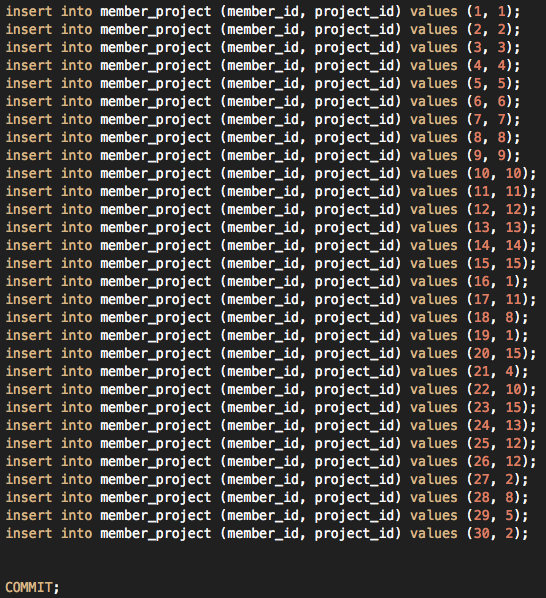 insert into member_project (member_id, project_id) values (1, 1);
insert into member_project (member_id, project_id) values (2, 2);
insert into member_project (member_id, project_id) values (3, 3);
insert into member_project (member_id, project_id) values (4, 4);
insert into member_project (member_id, project_id) values (5, 5);
insert into member_project (member_id, project_id) values (6, 6);
insert into member_project (member_id, project_id) values (7, 7);
insert into member_project (member_id, project_id) values (8, 8);
insert into member_project (member_id, project_id) values (9, 9);
insert into member_project (member_id, project_id) values (10, 10);
insert into member_project (member_id, project_id) values (11, 11);
insert into member_project (member_id, project_id) values (12, 12);
insert into member_project (member_id, project_id) values (13, 13);
insert into member_project (member_id, project_id) values (14, 14);
insert into member_project (member_id, project_id) values (15, 15);
insert into member_project (member_id, project_id) values (16, 1);
insert into member_project (member_id, project_id) values (17, 11);
insert into member_project (member_id, project_id) values (18, 8);
insert into member_project (member_id, project_id) values (19, 1);
insert into member_project (member_id, project_id) values (20, 15);
insert into member_project (member_id, project_id) values (21, 4);
insert into member_project (member_id, project_id) values (22, 10);
insert into member_project (member_id, project_id) values (23, 15);
insert into member_project (member_id, project_id) values (24, 13);
insert into member_project (member_id, project_id) values (25, 12);
insert into member_project (member_id, project_id) values (26, 12);
insert into member_project (member_id, project_id) values (27, 2);
insert into member_project (member_id, project_id) values (28, 8);
insert into member_project (member_id, project_id) values (29, 5);
insert into member_project (member_id, project_id) values (30, 2);
COMMIT;